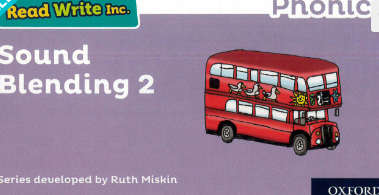 Read Write Inc.
Phonic
Sound
Blending 2
Series developed by Ruth Miskin
OXFORD